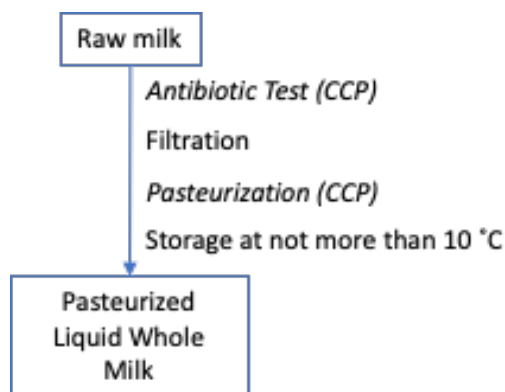 Raw milk
Antibiotic Test (CCP)
Filtration
Pasteurization (CCP)
Storage at not more than 10 ˚C
Pasteurized
Liquid Whole
Milk